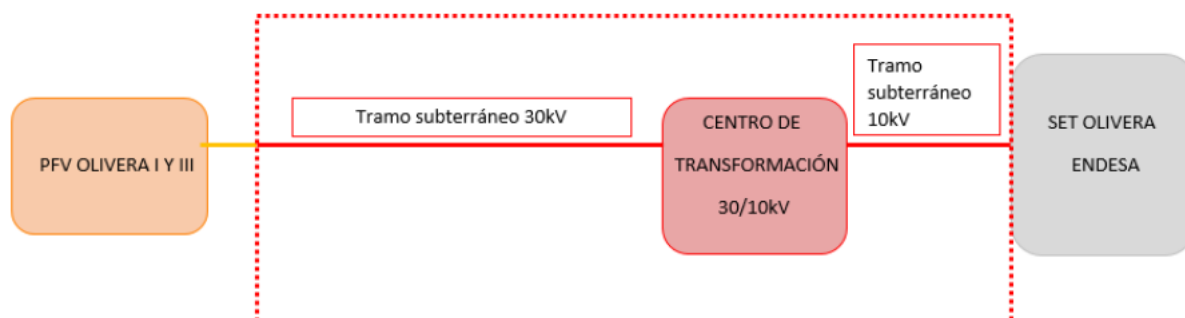 PFV OLIVERA I Y III
Tramo subterráneo 30kV
CENTRO DE
TRANSFORMACIÓN
30/10kV
Tramo
subterráneo
10kV
SET OLIVERA
ENDESA